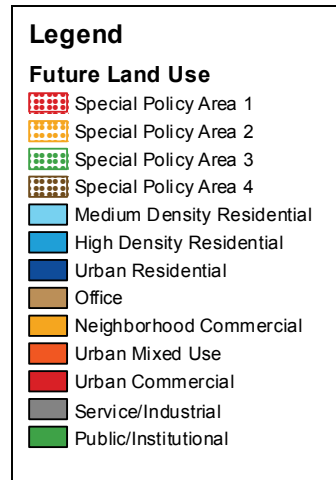 Legend
Future Land Use
Special Policy Area 1
Special Policy Area 2
Special Policy Area 3
Special Policy Area 4
Medium Density Residential
High Density Residential
Urban Residential
Office
Neighborhood Commercial
Urban Mixed Use
Urban Commercial
Service/Industrial
Public/Institutional